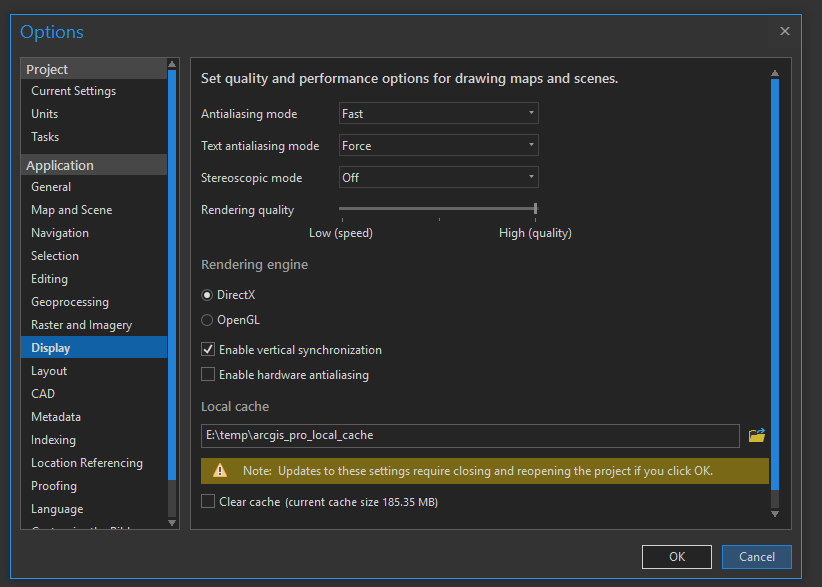 Options
Project
Current Settings
Units
Tasks
Application
General
Map and Scene
Navigation
Selection
Editing
Geoprocessing
Raster and Imagery
Display
Layout
CAD
Metadata
Indexing
Location Referencing
Proofing
Language
Set quality and performance options for drawing maps and scenes.
Antialiasing mode Fast
Text antialiasing mode Force
Stereoscopic mode Off
Rendering quality
Low (speed) High (quality)
Rendering engine
DirectX
OpenGL
Enable vertical synchronization
Enable hardware antialiasing
Local cache
E:\temp\arcgis_pro_local_cache
Note: Updates to these settings require closing and reopening the project if you click OK.
Clear cache (current cache size 185.35 MB)
OK Cancel